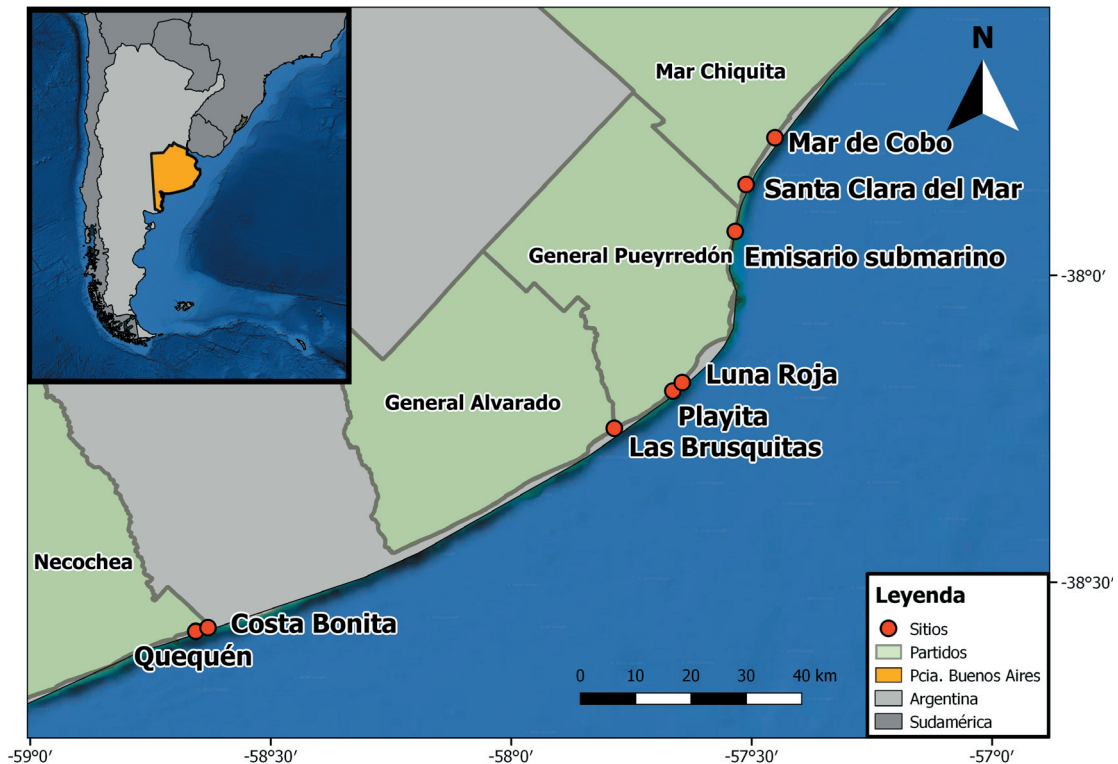 N
Mar Chiquita
Mar de Cobo
Santa Clara del Mar
General Pueyrredón
Emisario submarino
-38°0'
Luna Roja
General Alvarado
Playita
Las Brusquitas
Necochea
-38°30'
Costa Bonita
Quequén
0 10 20 30 40 km
Leyenda
Sitios
Partidos
Pcia. Buenos Aires
Argentina
Sudamérica
-59°0' -58°30' -58°0' -57°30' -57°0'